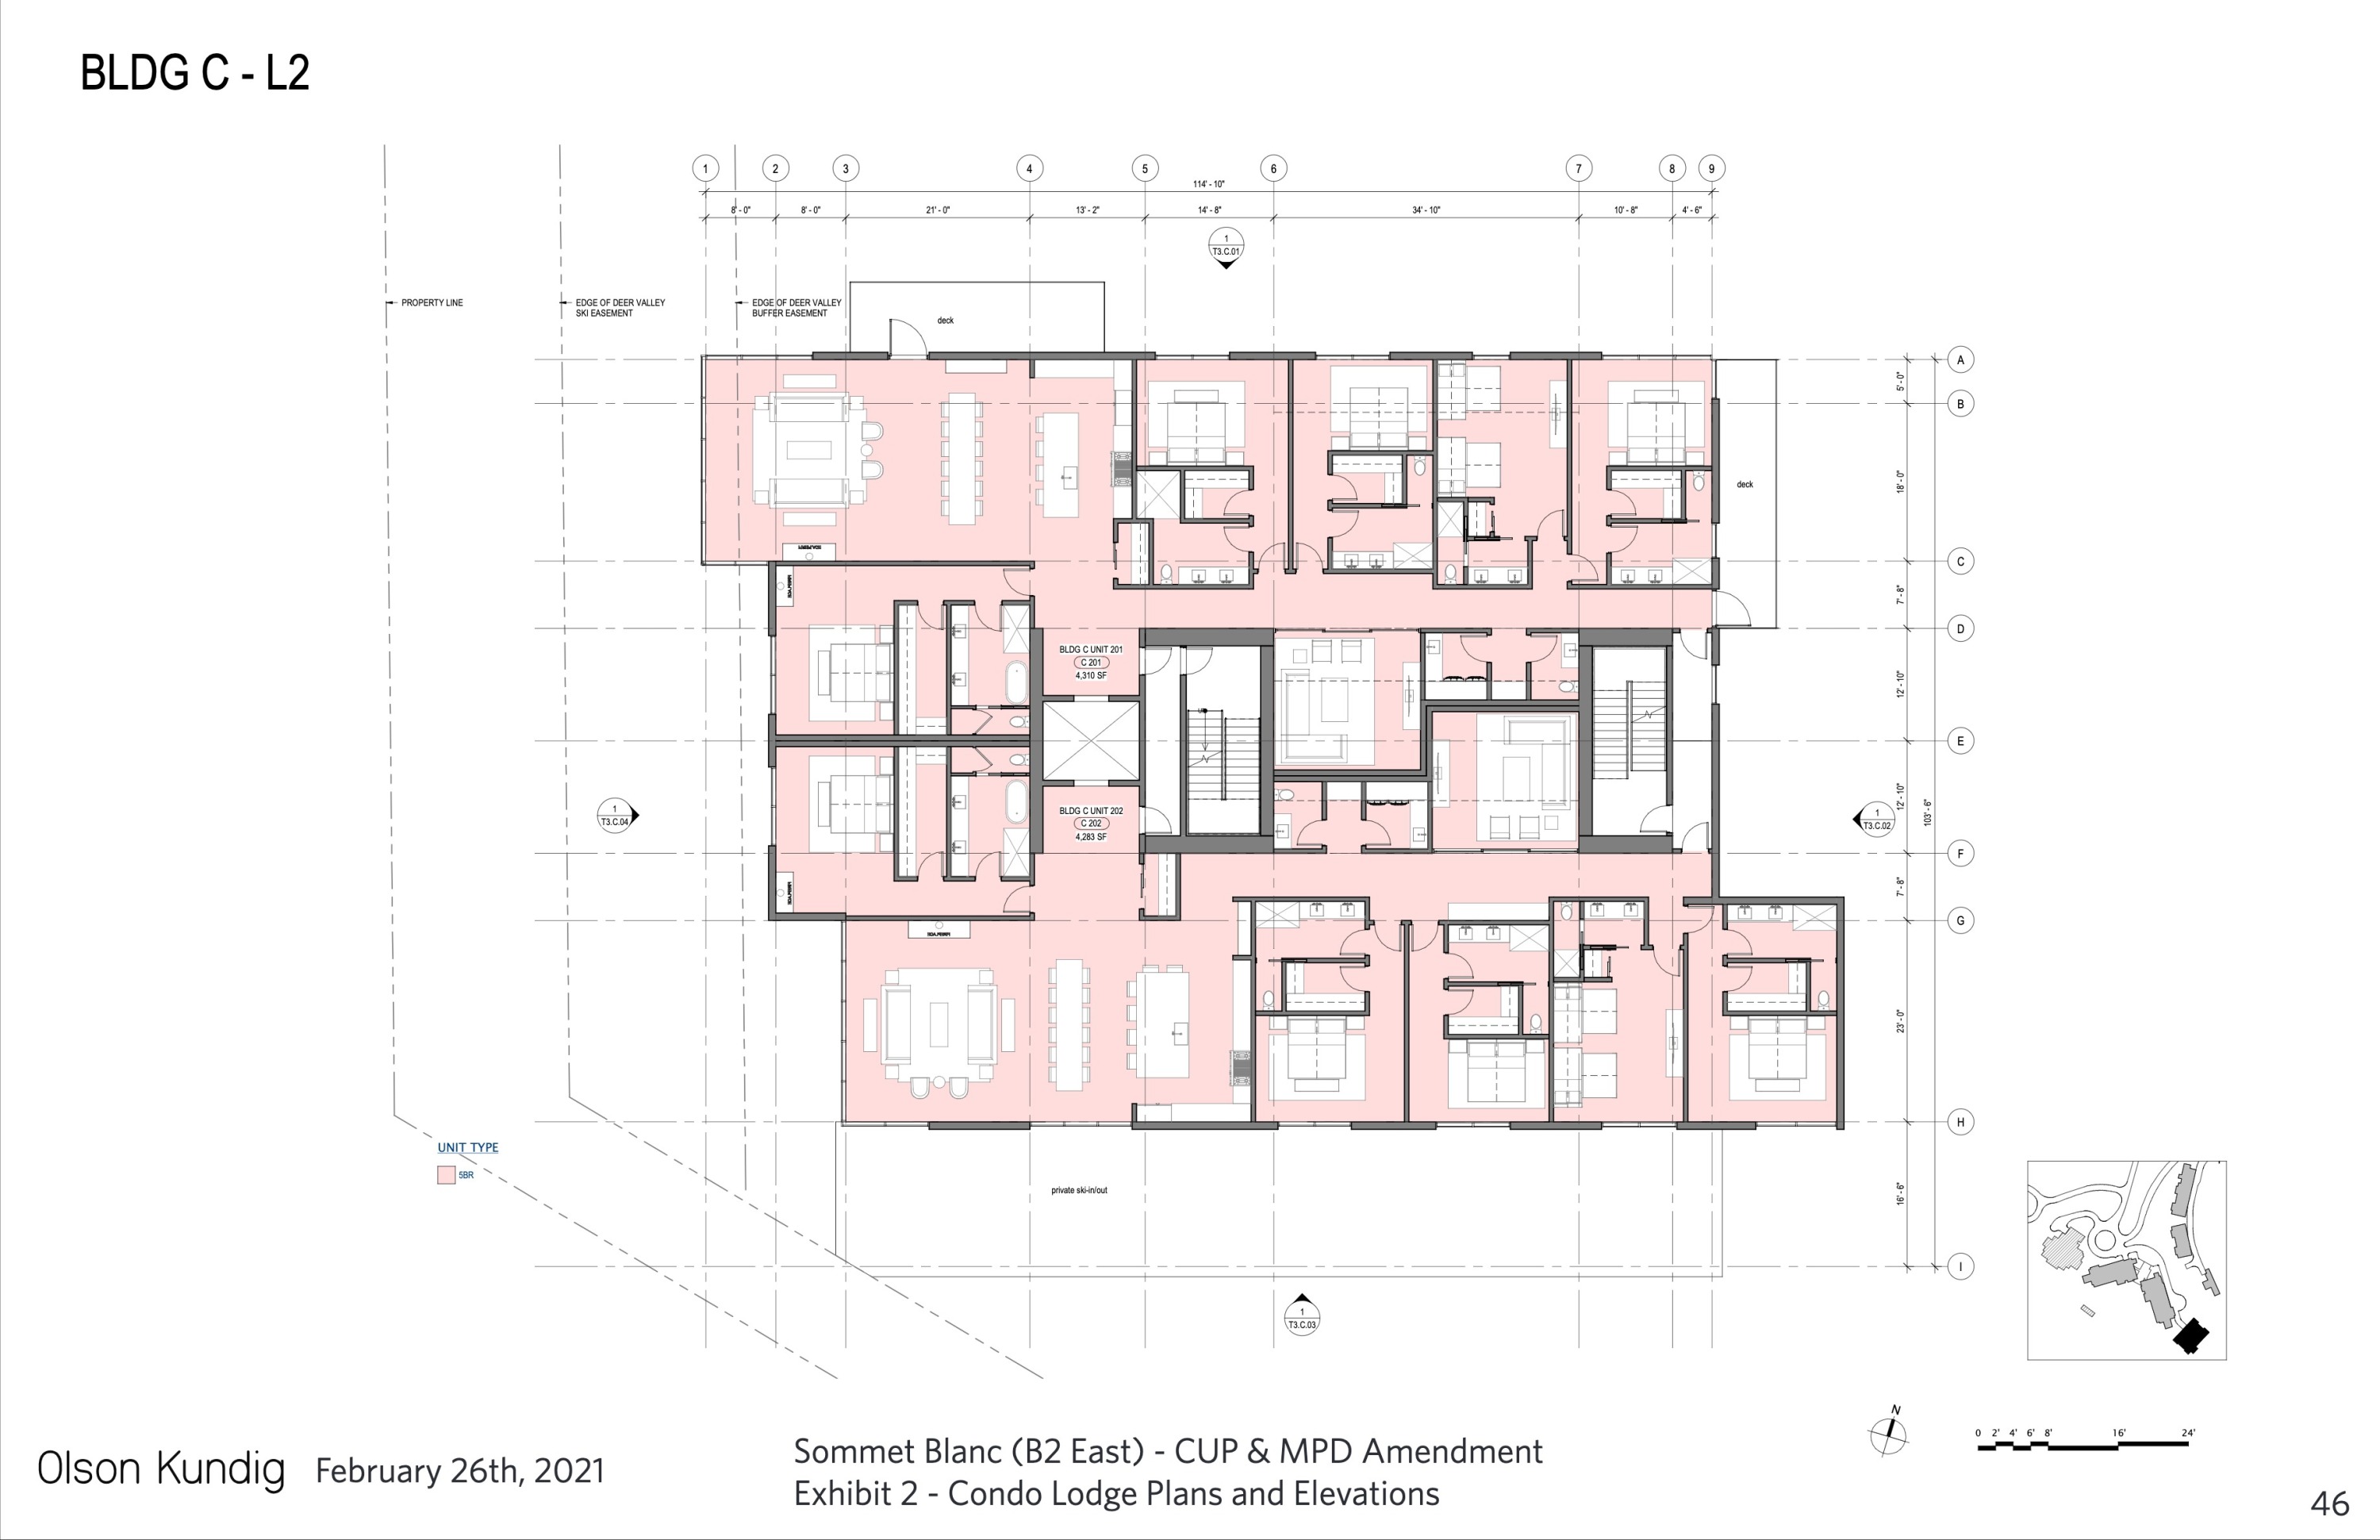 BLDG C - L2
1
2
3
4
5
6
7
8
9
114' - 10"
8' - 0"
8' - 0"
21' - 0"
13' - 2"
14' - 8"
34' - 10"
10' - 8"
4' - 6"
1
T3.C.01
PROPERTY LINE
EDGE OF DEER VALLEY
SKI EASEMENT
EDGE OF DEER VALLEY
BUFFER EASEMENT
deck
A
5' - 0"
B
deck
18' - 0"
C
7' - 8"
D
BLDG C UNIT 201
C 201
4,310 SF
12' - 10"
E
UP
1
T3.C.04
BLDG C UNIT 202
C 202
4,283 SF
12' - 10"
103' - 6"
1
T3.C.02
F
7' - 8"
G
23' - 0"
H
UNIT TYPE
5BR
private ski-in/out
16' - 6"
I
1
T3.C.03
N
0 2' 4' 6' 8' 16' 24'
Olson Kundig February 26th, 2021
Sommet Blanc (B2 East) - CUP & MPD Amendment
Exhibit 2 - Condo Lodge Plans and Elevations
46